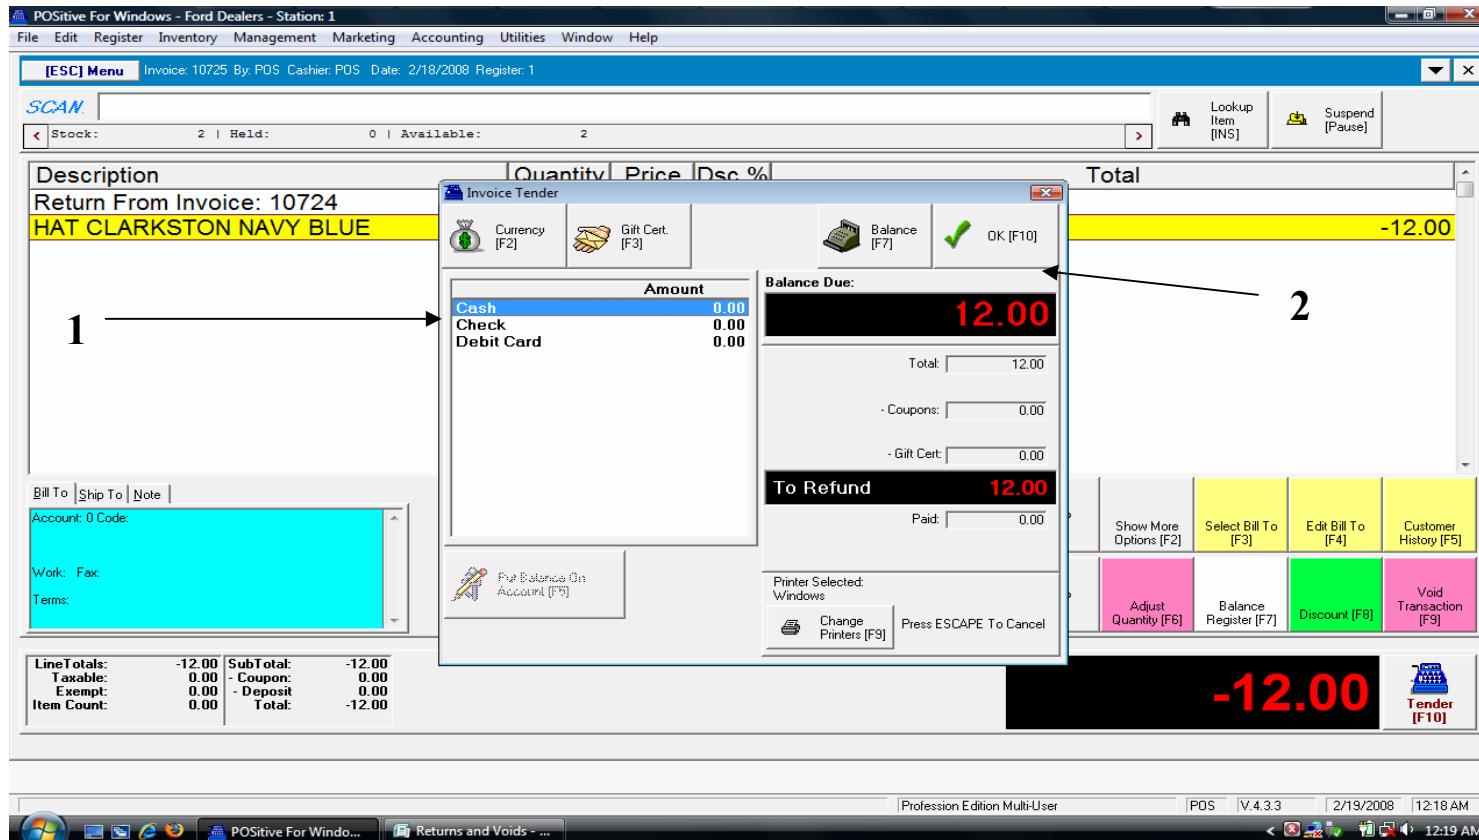 POSitive For Windows - Ford Dealers - Station: 1
File Edit Register Inventory Management Marketing Accounting Utilities Window Help
[ESC] Menu Invoice: 10725 By: POS Cashier: POS Date: 2/18/2008 Register: 1
SCAN.
Lookup Item [INS]
Suspend [Pause]
< Stock: 2 | Held: 0 | Available: 2 >
Description Quantity Price Dsc % Total
Return From Invoice: 10724
HAT CLARKSTON NAVY BLUE -12.00
Invoice Tender
Currency [F2]
Gift Cert. [F3]
Balance [F7]
OK [F10]
1
2
Amount
Cash 0.00
Check 0.00
Debit Card 0.00
Balance Due:
12.00
Total: 12.00
- Coupons: 0.00
- Gift Cert: 0.00
To Refund 12.00
Paid: 0.00
Put Balance On Account [F5]
Printer Selected:
Windows
Change Printers [F9]
Press ESCAPE To Cancel
Bill To Ship To Note
Account: 0 Code:
Work: Fax:
Terms:
Show More Options [F2]
Select Bill To [F3]
Edit Bill To [F4]
Customer History [F5]
Adjust Quantity [F6]
Balance Register [F7]
Discount [F8]
Void Transaction [F9]
LineTotals: -12.00 SubTotal: -12.00
Taxable: 0.00 - Coupon: 0.00
Exempt: 0.00 - Deposit 0.00
Item Count: 0.00 Total: -12.00
-12.00
Tender [F10]
Profession Edition Multi-User POS V.4.3.3 2/19/2008 12:18 AM
POSitive For Windo... Returns and Voids - ... < 12:19 AM